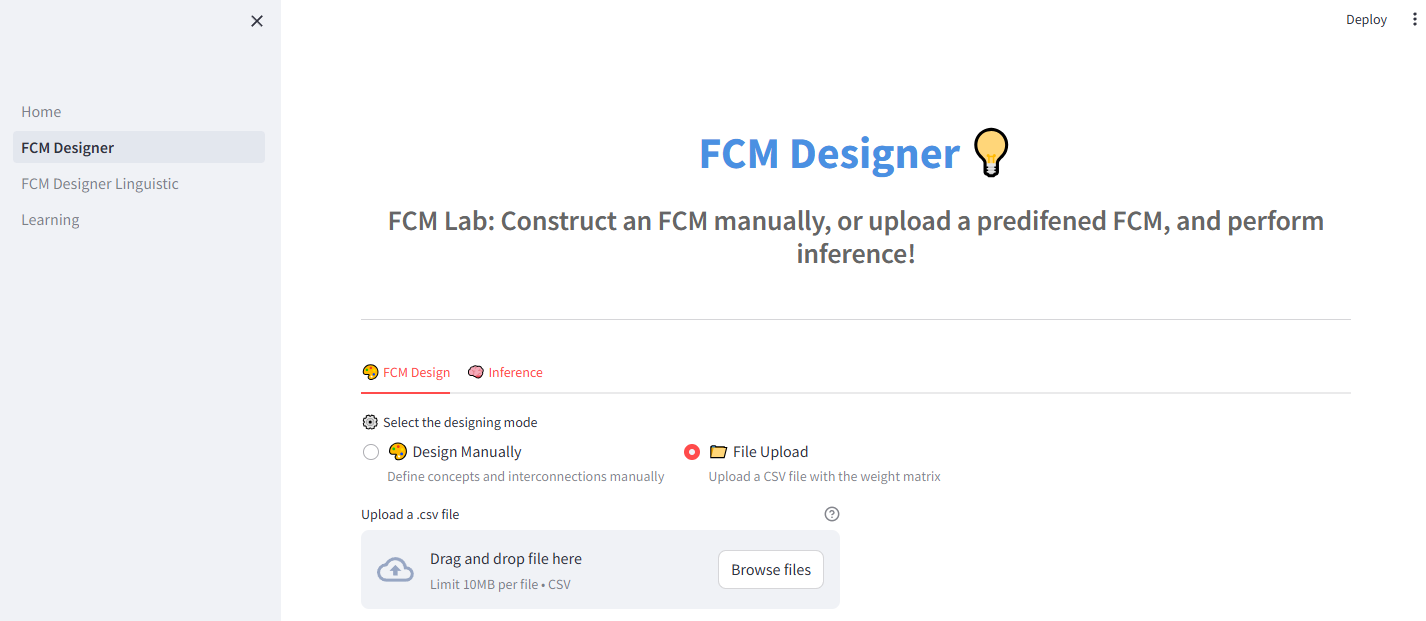 Deploy
Home
FCM Designer
FCM Designer Linguistic
Learning
FCM Designer
FCM Lab: Construct an FCM manually, or upload a predifened FCM, and perform
inference!
FCM Design Inference
Select the designing mode
Design Manually File Upload
Define concepts and interconnections manually Upload a CSV file with the weight matrix
Upload a .csv file
Drag and drop file here
Limit 10MB per file • CSV
Browse files